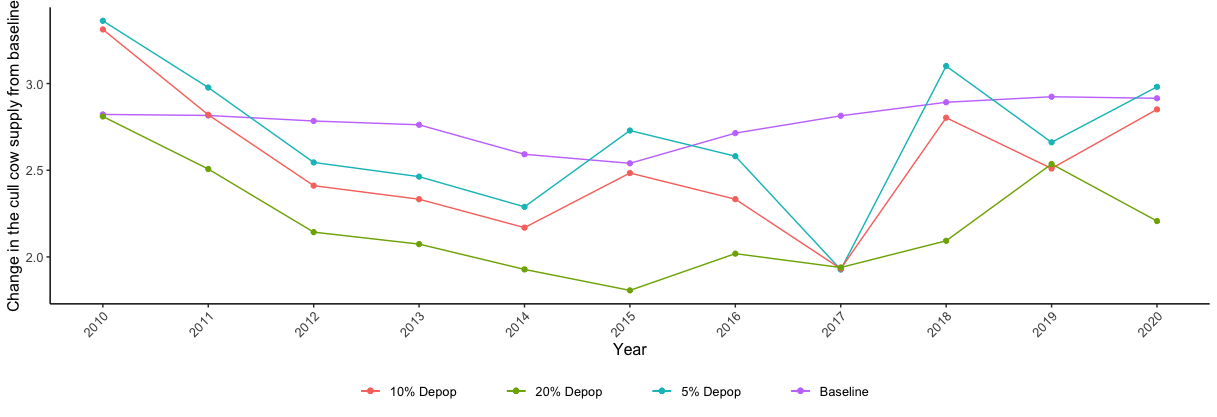 Change in the cull cow supply from baseline
3.0
2.5
2.0
2010 2011 2012 2013 2014 2015 2016 2017 2018 2019 2020
Year
10% Depop 20% Depop 5% Depop Baseline